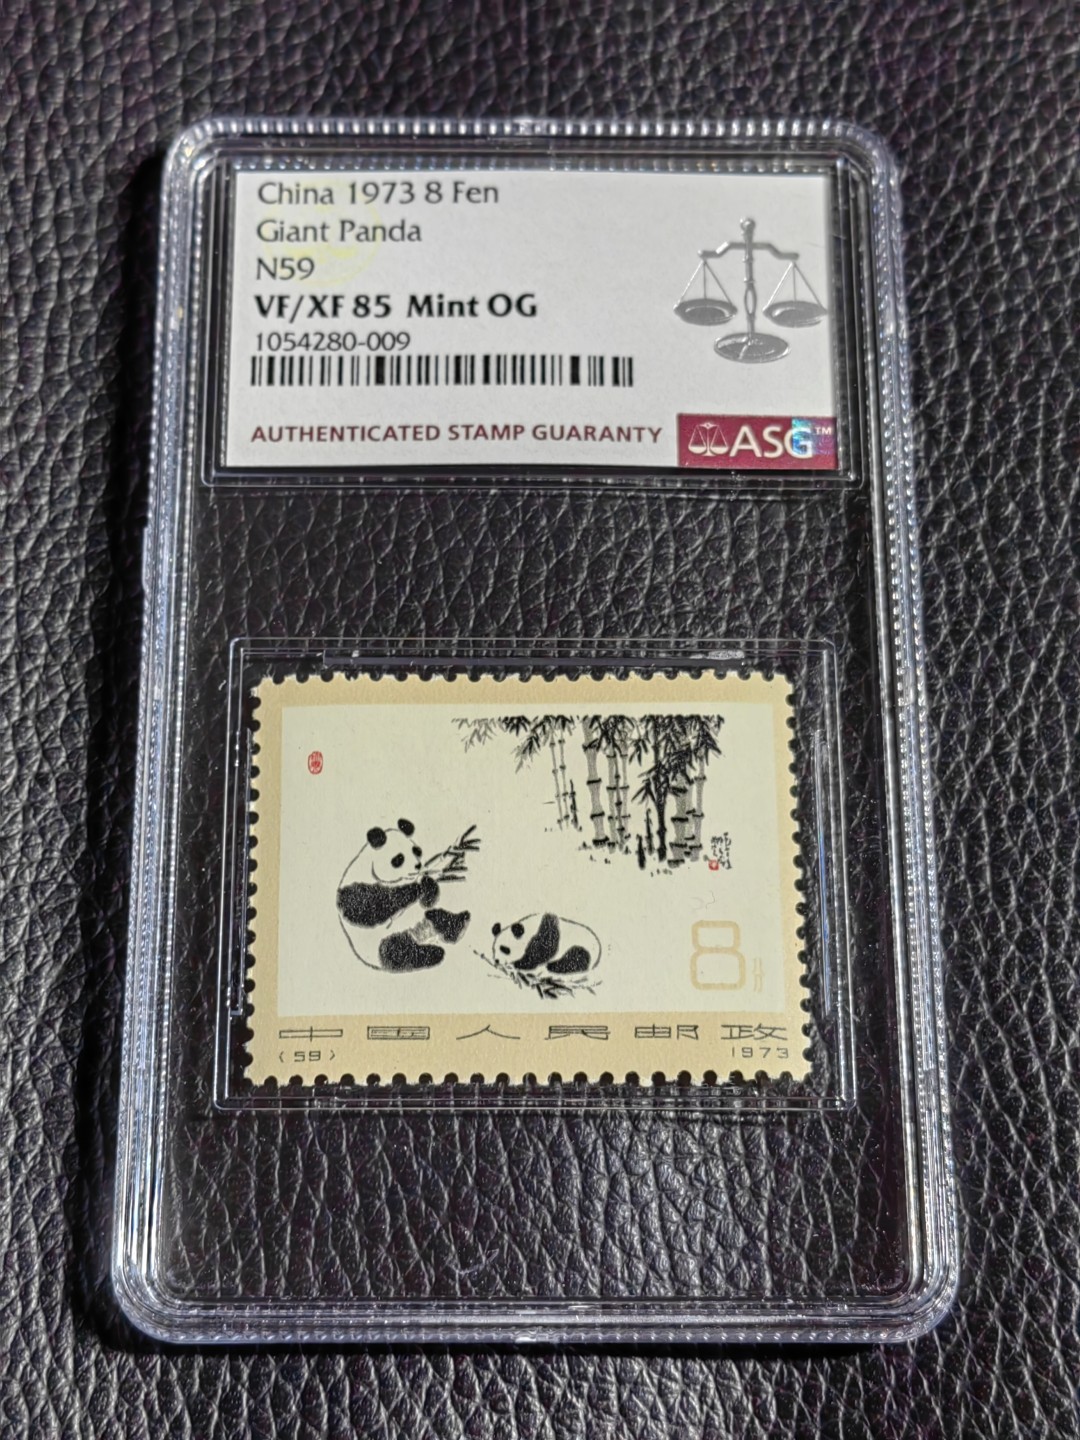 China 1973 8 Fen
Giant Panda
N59
VF/XF 85 Mint OG
1054280-009
AUTHENTICATED STAMP GUARANTY
ASG™
8分
中国人民邮政
(59)
1973